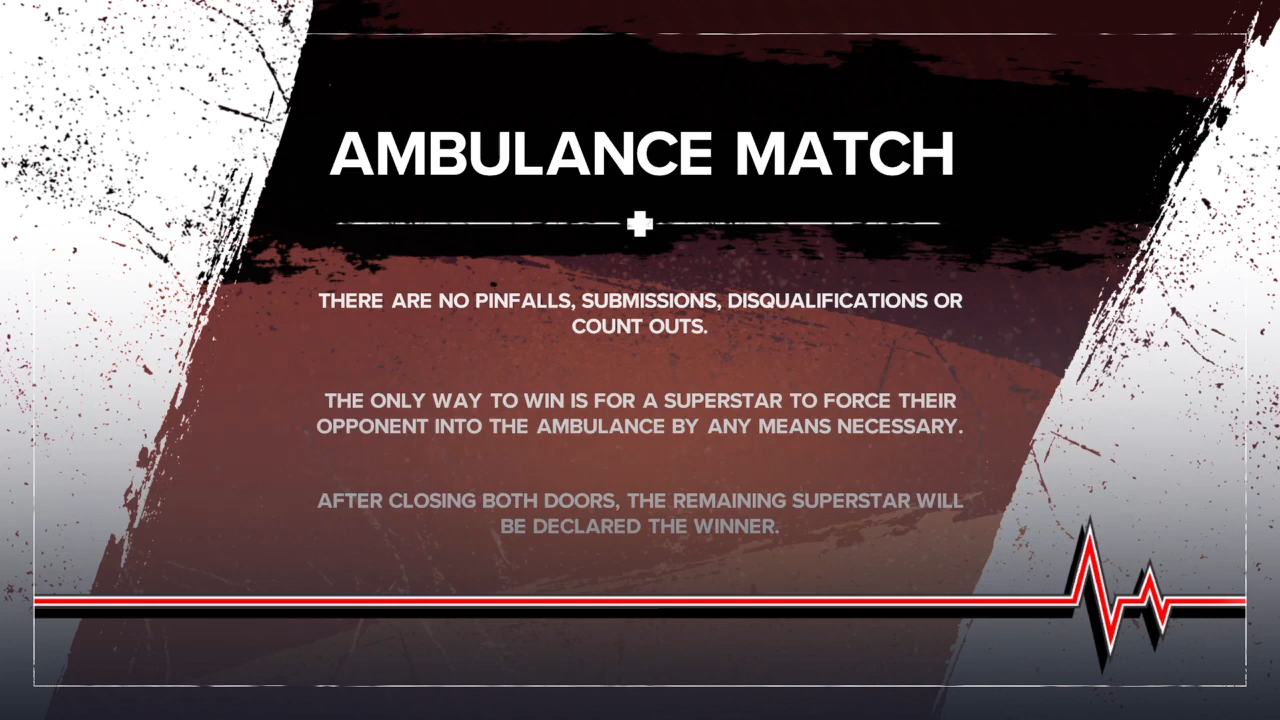 AMBULANCE MATCH
THERE ARE NO PINFALLS, SUBMISSIONS, DISQUALIFICATIONS OR
COUNT OUTS.
THE ONLY WAY TO WIN IS FOR A SUPERSTAR TO FORCE THEIR
OPPONENT INTO THE AMBULANCE BY ANY MEANS NECESSARY.
AFTER CLOSING BOTH DOORS, THE REMAINING SUPERSTAR WILL
BE DECLARED THE WINNER.